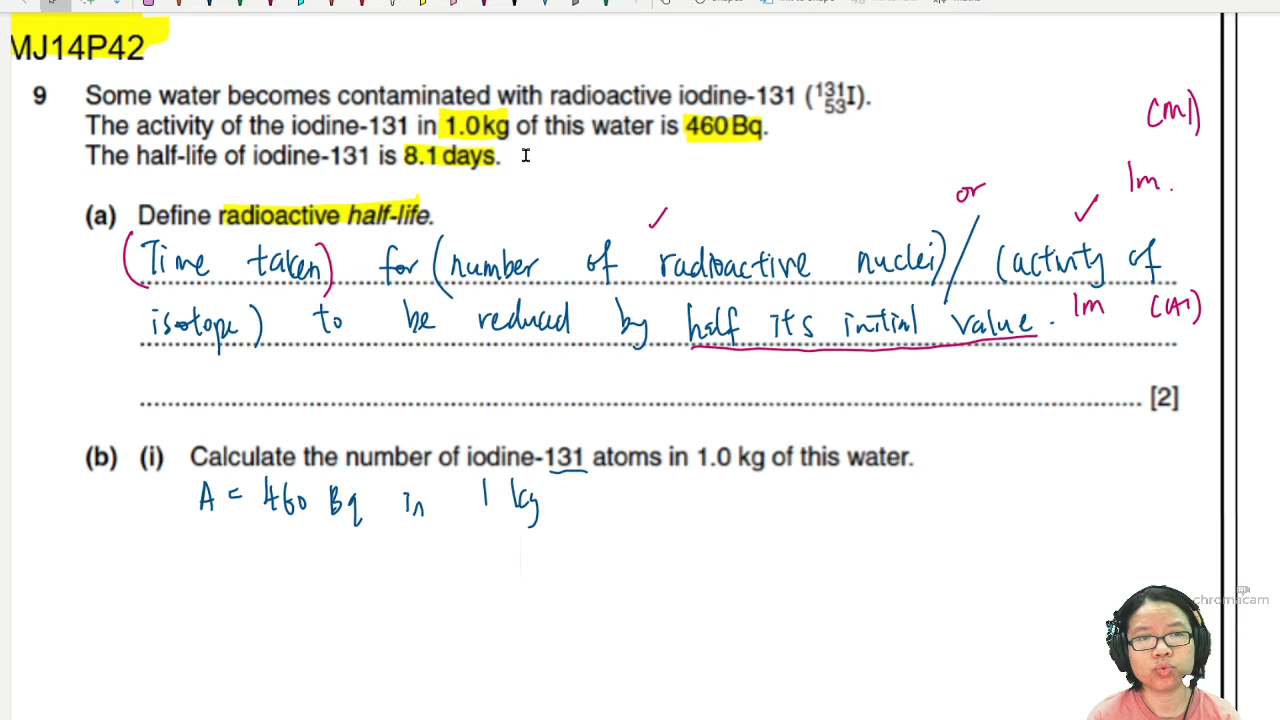 MJ14P42
9 Some water becomes contaminated with radioactive iodine-131 (¹³¹₅₃I).
The activity of the iodine-131 in 1.0 kg of this water is 460 Bq.
The half-life of iodine-131 is 8.1 days.
(M1)
1m.
(a) Define radioactive half-life.
or
(Time taken) for (number of radioactive nuclei) / (activity of
isotope) to be reduced by half its initial value. 1m (A1)
[2]
(b) (i) Calculate the number of iodine-131 atoms in 1.0 kg of this water.
A = 460 Bq in 1 kg
chromacam